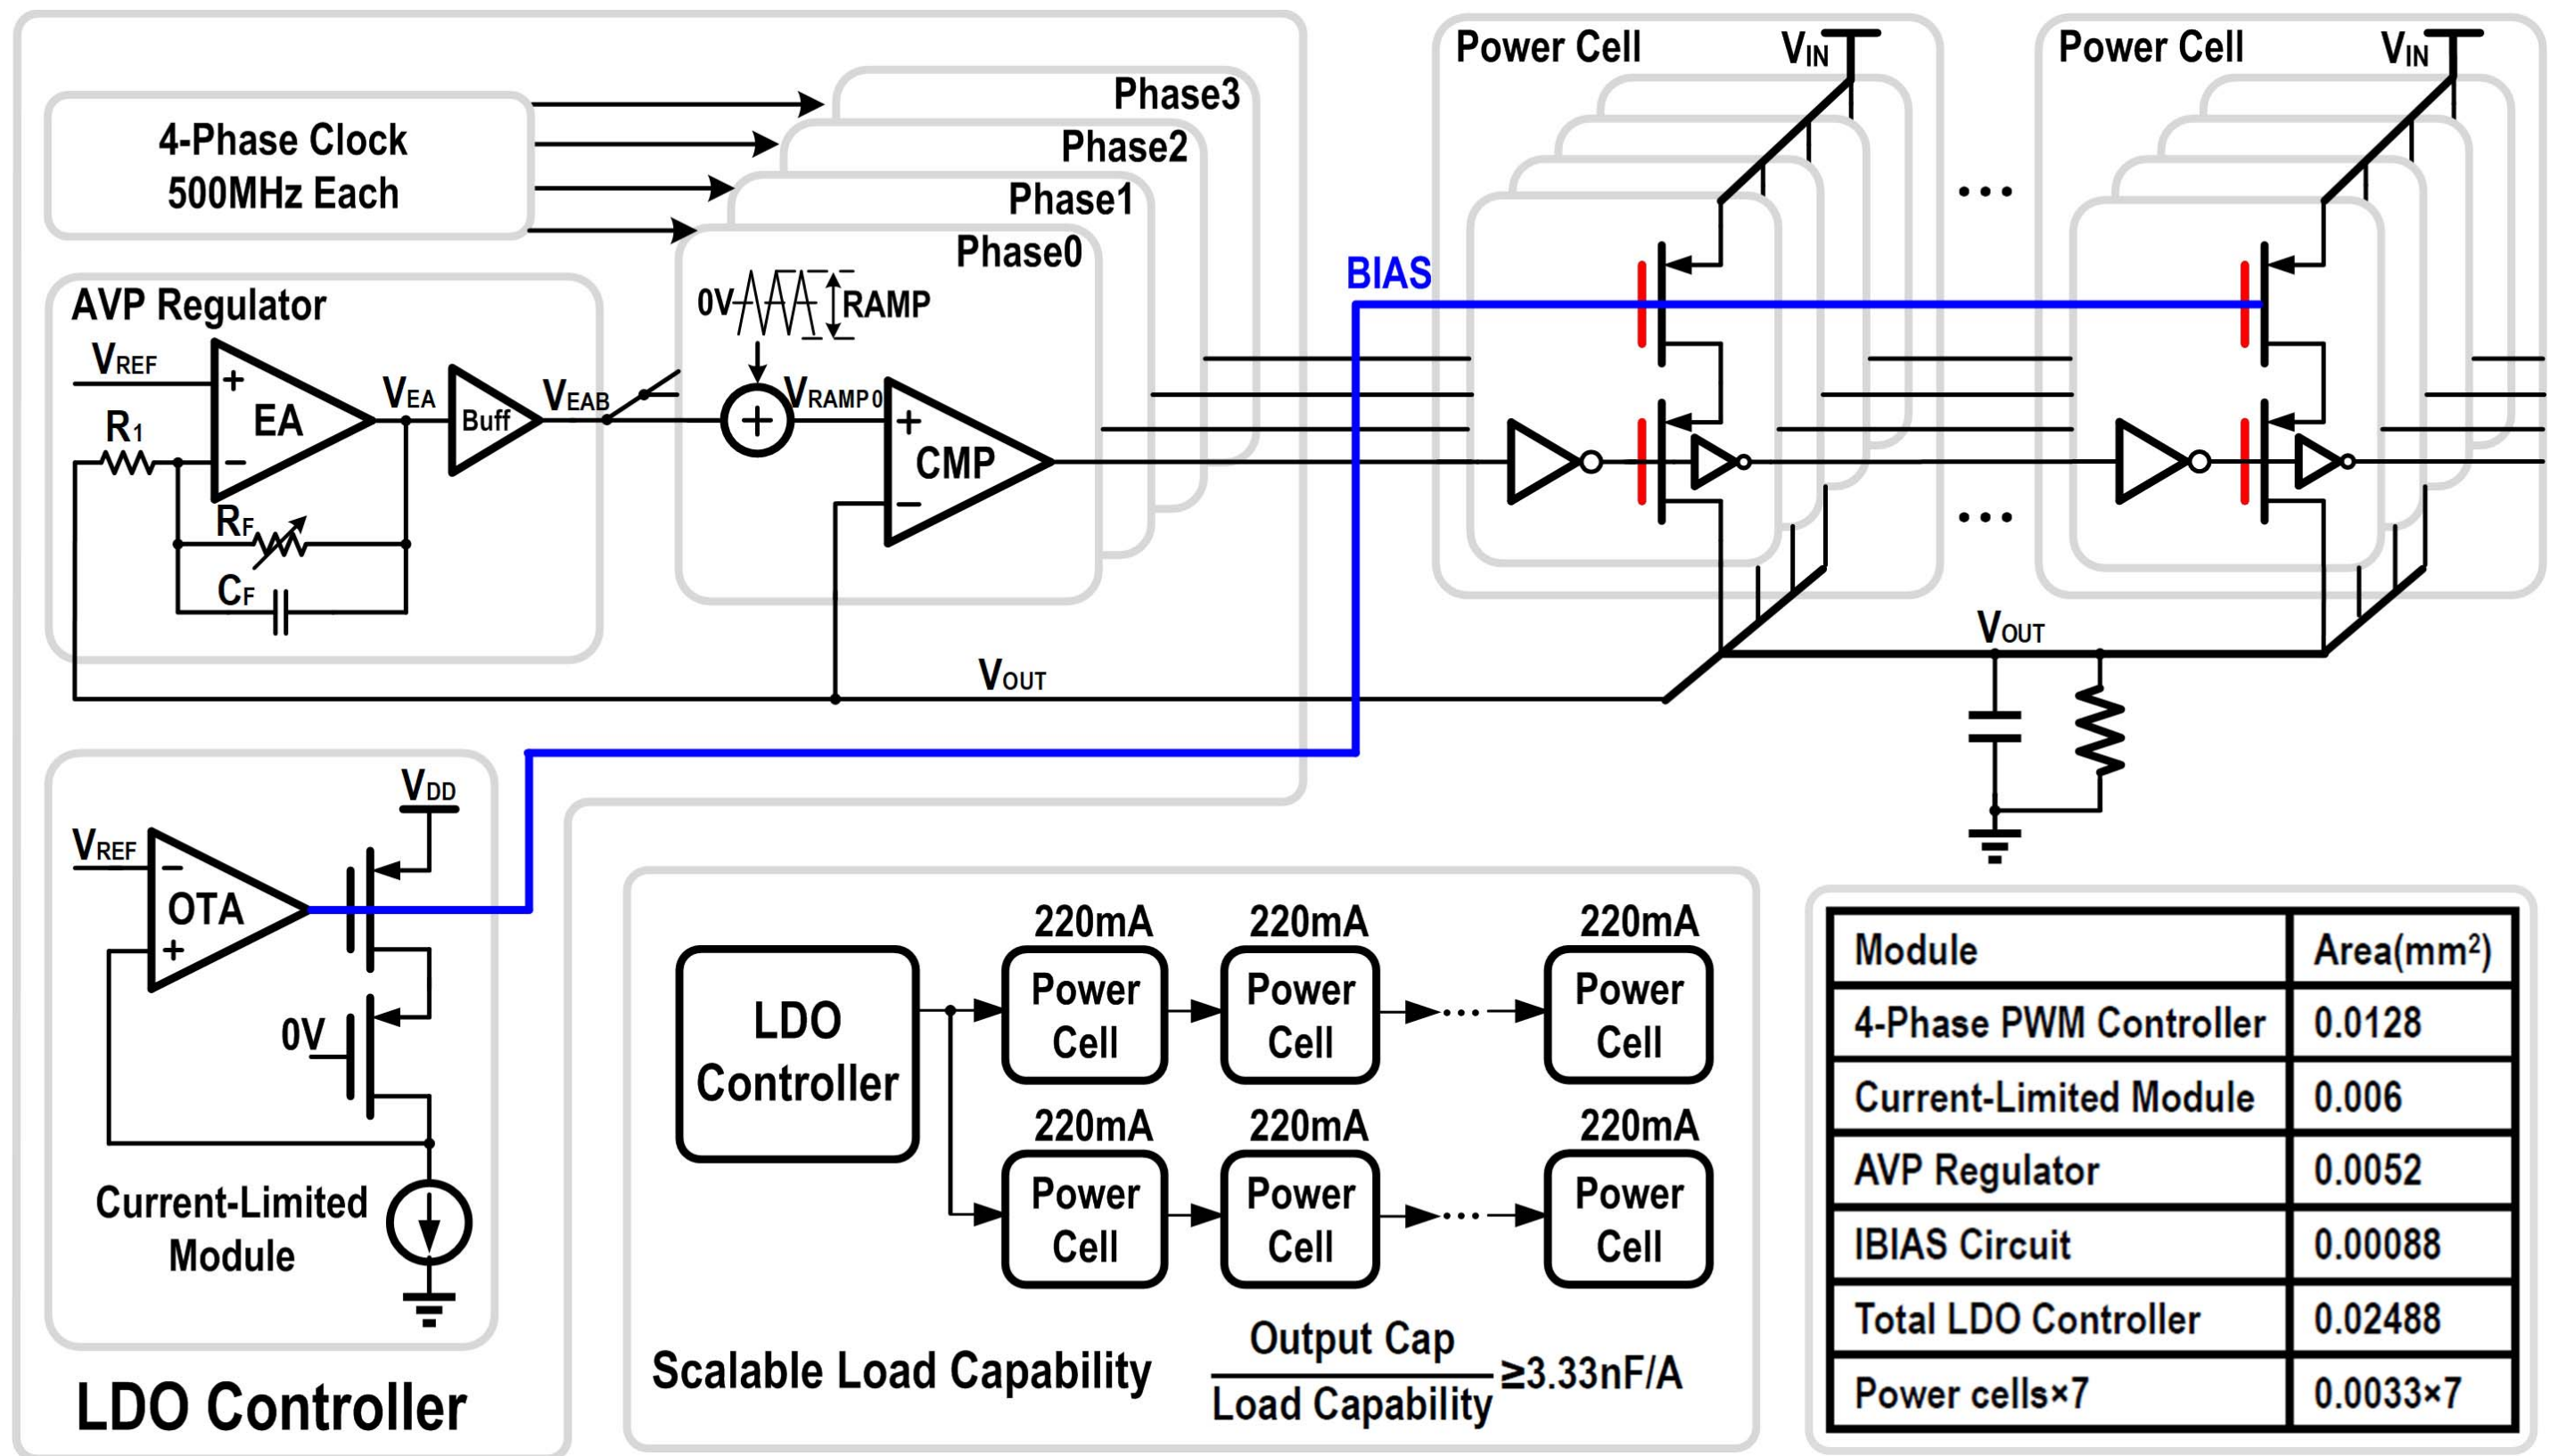 4-Phase Clock
500MHz Each
Phase3
Phase2
Phase1
Phase0
AVP Regulator
VREF
+
EA
−
R1
RF
CF
VEA
Buff
VEAB
0V
RAMP
+
VRAMP0
+
CMP
−
VOUT
BIAS
Power Cell
VIN
...
...
Power Cell
VIN
VOUT
VDD
VREF
−
OTA
+
0V
Current-Limited
Module
LDO Controller
LDO
Controller
220mA
220mA
220mA
Power
Cell
Power
Cell
...
Power
Cell
220mA
220mA
220mA
Power
Cell
Power
Cell
...
Power
Cell
Scalable Load Capability
Output Cap
Load Capability
≥3.33nF/A
Module Area(mm²)
4-Phase PWM Controller 0.0128
Current-Limited Module 0.006
AVP Regulator 0.0052
IBIAS Circuit 0.00088
Total LDO Controller 0.02488
Power cells×7 0.0033×7